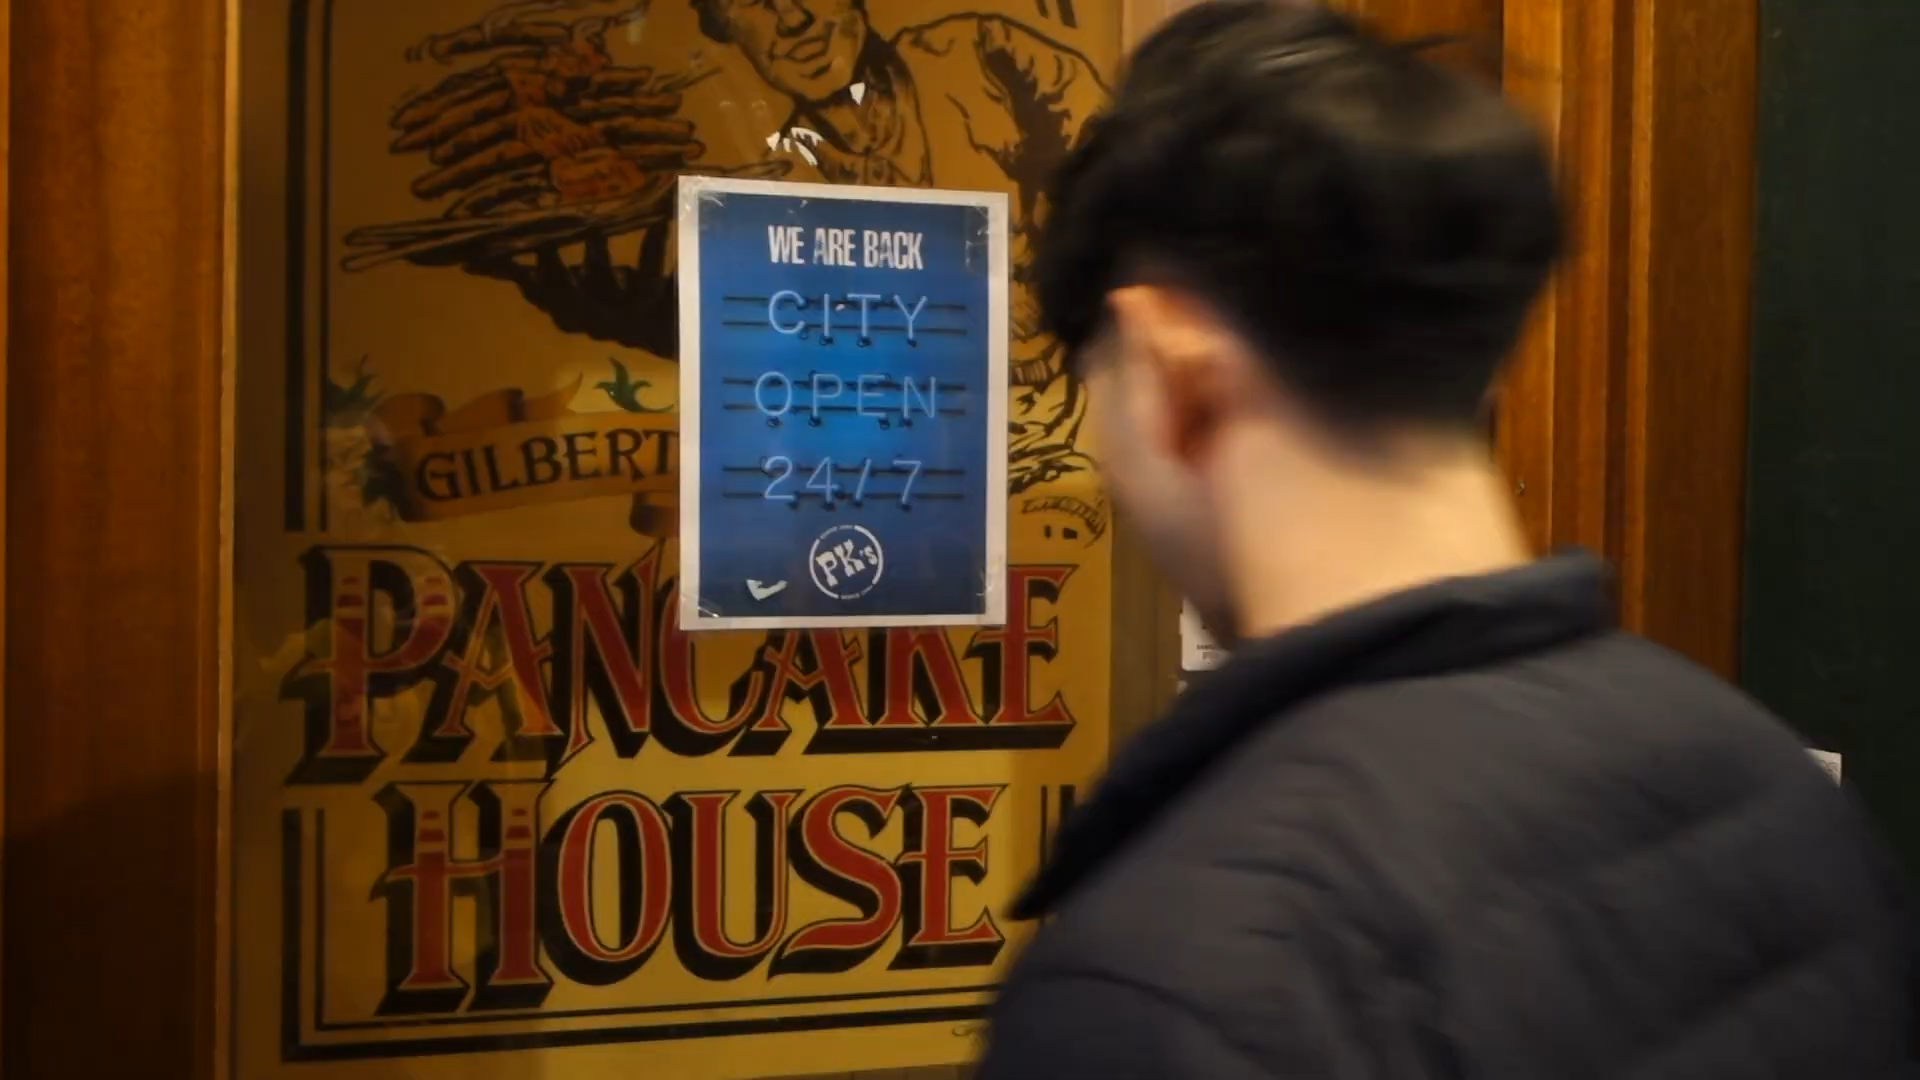 WE ARE BACK
CITY
OPEN
24/7
PK's
GILBERT
PANCAKE
HOUSE